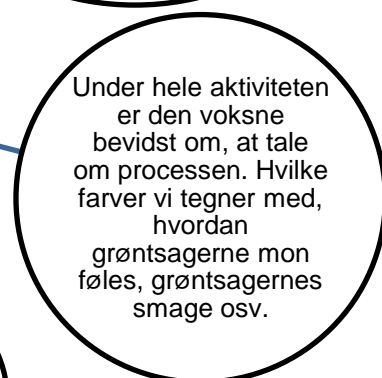 Under hele aktiviteten
er den voksne
bevidst om, at tale
om processen. Hvilke
farver vi tegner med,
hvordan
grøntsagerne mon
føles, grøntsagernes
smage osv.